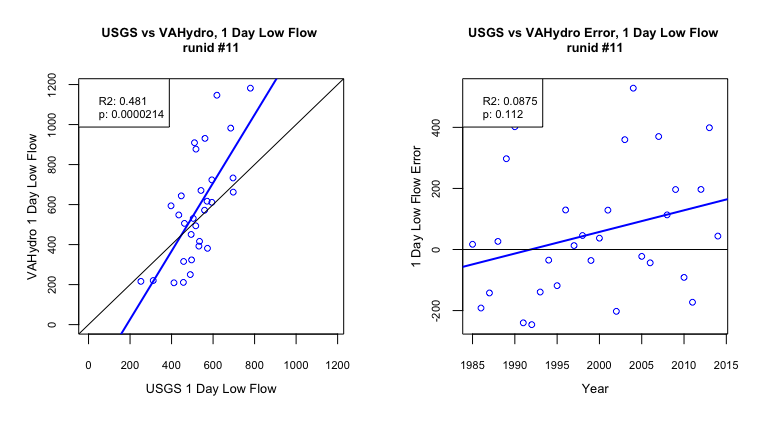 USGS vs VAHydro, 1 Day Low Flow
runid #11
R2: 0.481
p: 0.0000214
1200
1000
800
600
400
200
0
VAHydro 1 Day Low Flow
0 200 400 600 800 1000 1200
USGS 1 Day Low Flow
USGS vs VAHydro Error, 1 Day Low Flow
runid #11
R2: 0.0875
p: 0.112
400
200
0
-200
1 Day Low Flow Error
1985 1990 1995 2000 2005 2010 2015
Year